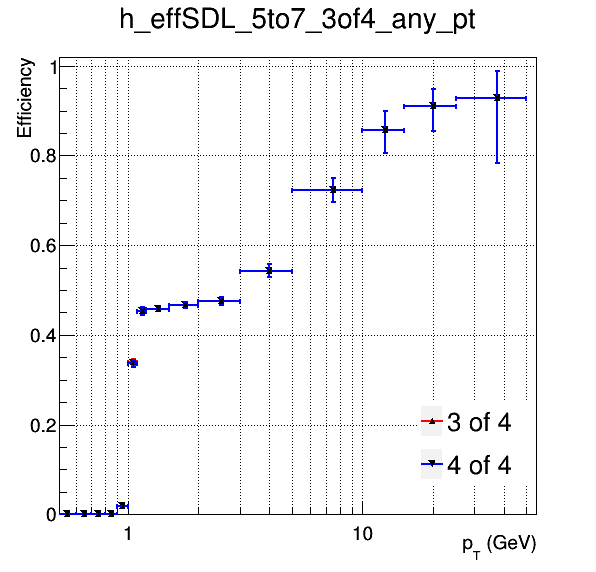 h_effSDL_5to7_3of4_any_pt
Efficiency
1
0.8
0.6
0.4
0.2
0
3 of 4
4 of 4
1
10
p_T (GeV)